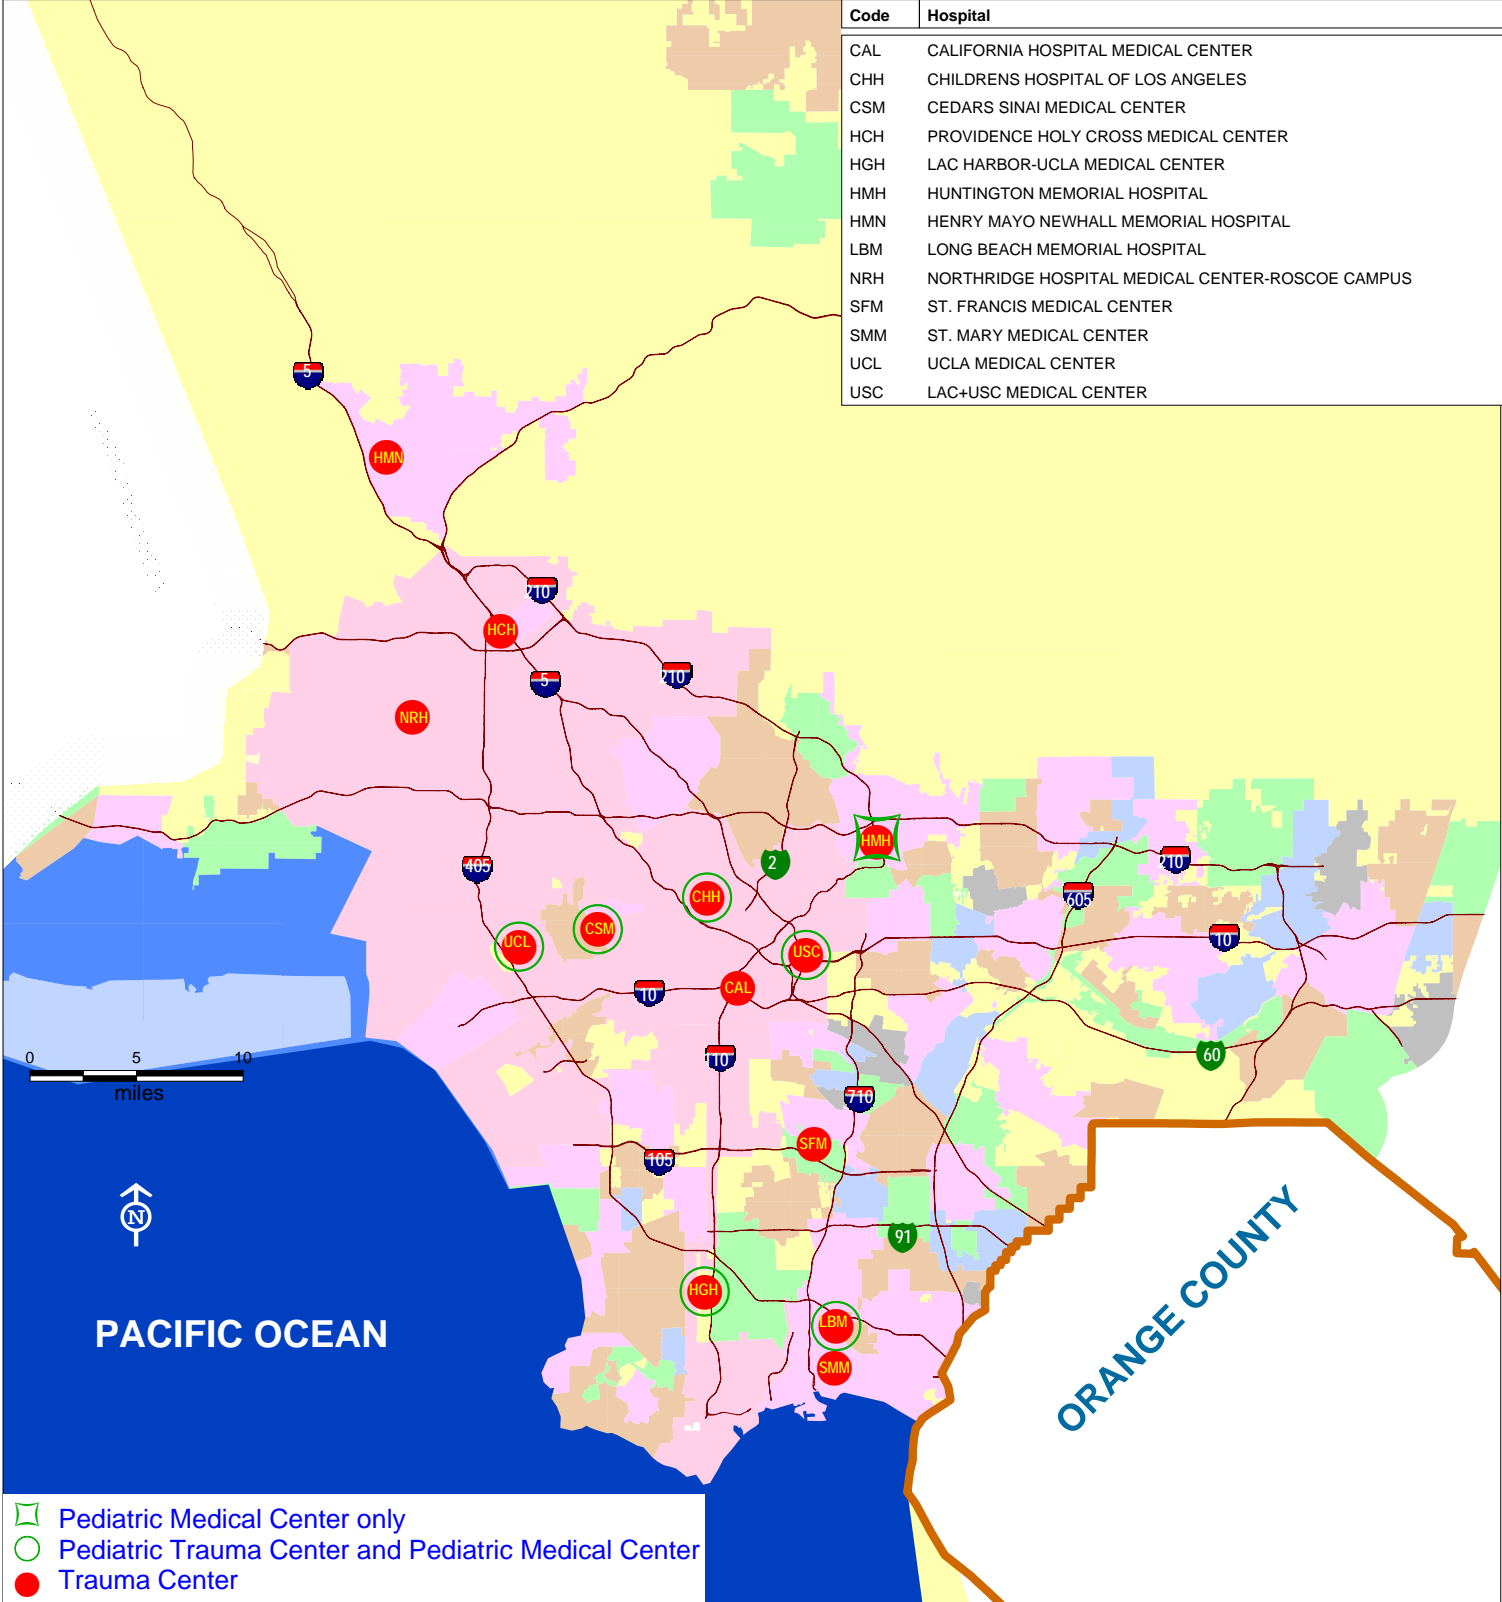 Code Hospital
CAL CALIFORNIA HOSPITAL MEDICAL CENTER
CHH CHILDRENS HOSPITAL OF LOS ANGELES
CSM CEDARS SINAI MEDICAL CENTER
HCH PROVIDENCE HOLY CROSS MEDICAL CENTER
HGH LAC HARBOR-UCLA MEDICAL CENTER
HMH HUNTINGTON MEMORIAL HOSPITAL
HMN HENRY MAYO NEWHALL MEMORIAL HOSPITAL
LBM LONG BEACH MEMORIAL HOSPITAL
NRH NORTHRIDGE HOSPITAL MEDICAL CENTER-ROSCOE CAMPUS
SFM ST. FRANCIS MEDICAL CENTER
SMM ST. MARY MEDICAL CENTER
UCL UCLA MEDICAL CENTER
USC LAC+USC MEDICAL CENTER
5
HMN
210
HCH
5
210
NRH
HMH
2
210
405
CHH
605
CSM
UCL
10
USC
CAL
10
0 5 10
miles
10
60
710
SFM
105
N
91
HGH
LBM
SMM
PACIFIC OCEAN
ORANGE COUNTY
Pediatric Medical Center only
Pediatric Trauma Center and Pediatric Medical Center
Trauma Center